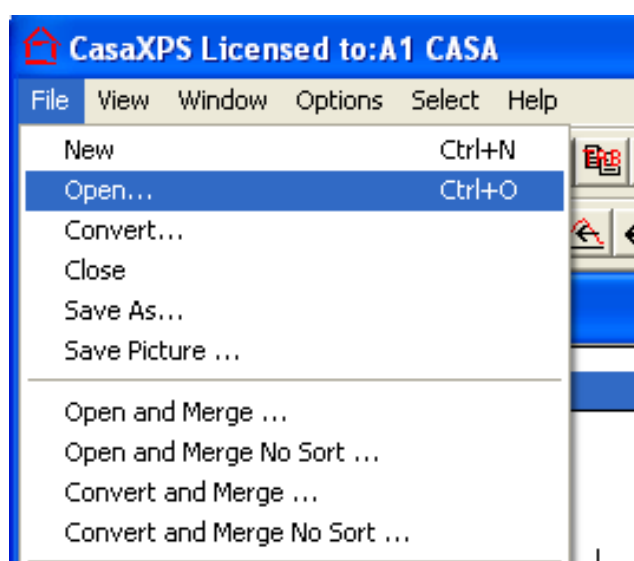 CasaXPS Licensed to:A1 CASA
File View Window Options Select Help
New Ctrl+N
Open... Ctrl+O
Convert...
Close
Save As...
Save Picture ...
Open and Merge ...
Open and Merge No Sort ...
Convert and Merge ...
Convert and Merge No Sort ...